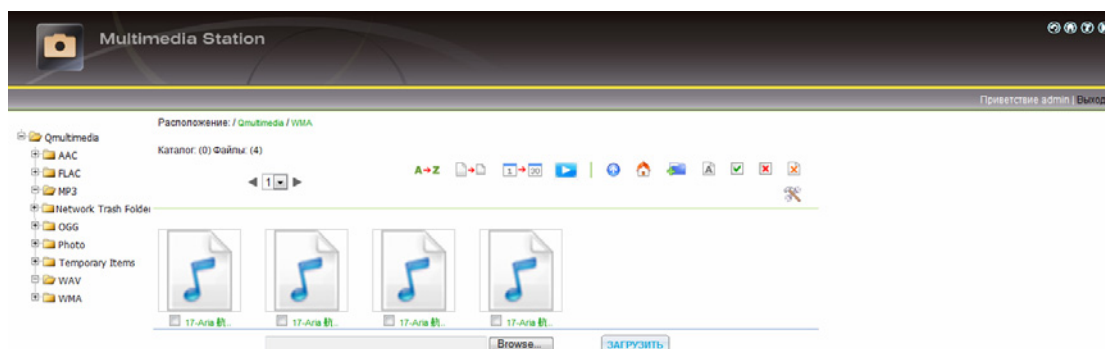 Multimedia Station
Приветствие admin | Выход
Расположение: / Qmultimedia / WMA
Каталог: (0) Файлы: (4)
1
A→Z
1→20
Qmultimedia
AAC
FLAC
MP3
Network Trash Folder
OGG
Photo
Temporary Items
WAV
WMA
17-Aria
17-Aria
17-Aria
17-Aria
Browse...
ЗАГРУЗИТЬ